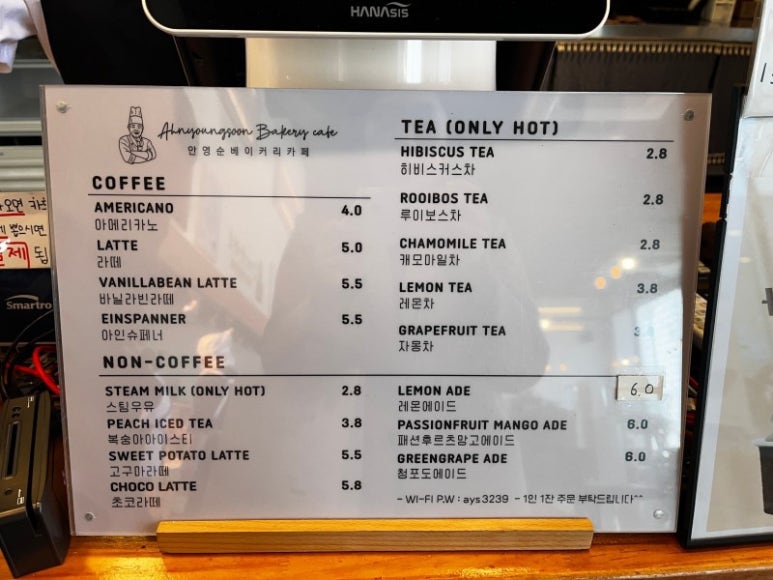 HANAsis
Ahnyoungsoon Bakery cafe
안영순베이커리카페
COFFEE
AMERICANO 4.0
아메리카노
LATTE 5.0
라떼
VANILLABEAN LATTE 5.5
바닐라빈라떼
EINSPANNER 5.5
아인슈페너
TEA (ONLY HOT)
HIBISCUS TEA 2.8
히비스커스차
ROOIBOS TEA 2.8
루이보스차
CHAMOMILE TEA 2.8
캐모마일차
LEMON TEA 3.8
레몬차
GRAPEFRUIT TEA 3
자몽차
NON-COFFEE
STEAM MILK (ONLY HOT) 2.8
스팀우유
PEACH ICED TEA 3.8
복숭아아이스티
SWEET POTATO LATTE 5.5
고구마라떼
CHOCO LATTE 5.8
초코라떼
LEMON ADE 6.0
레몬에이드
PASSIONFRUIT MANGO ADE 6.0
패션후르츠망고에이드
GREENGRAPE ADE 6.0
청포도에이드
- WI-FI P.W : ays3239 - 1인 1잔 주문 부탁드립니다^^
Smartro